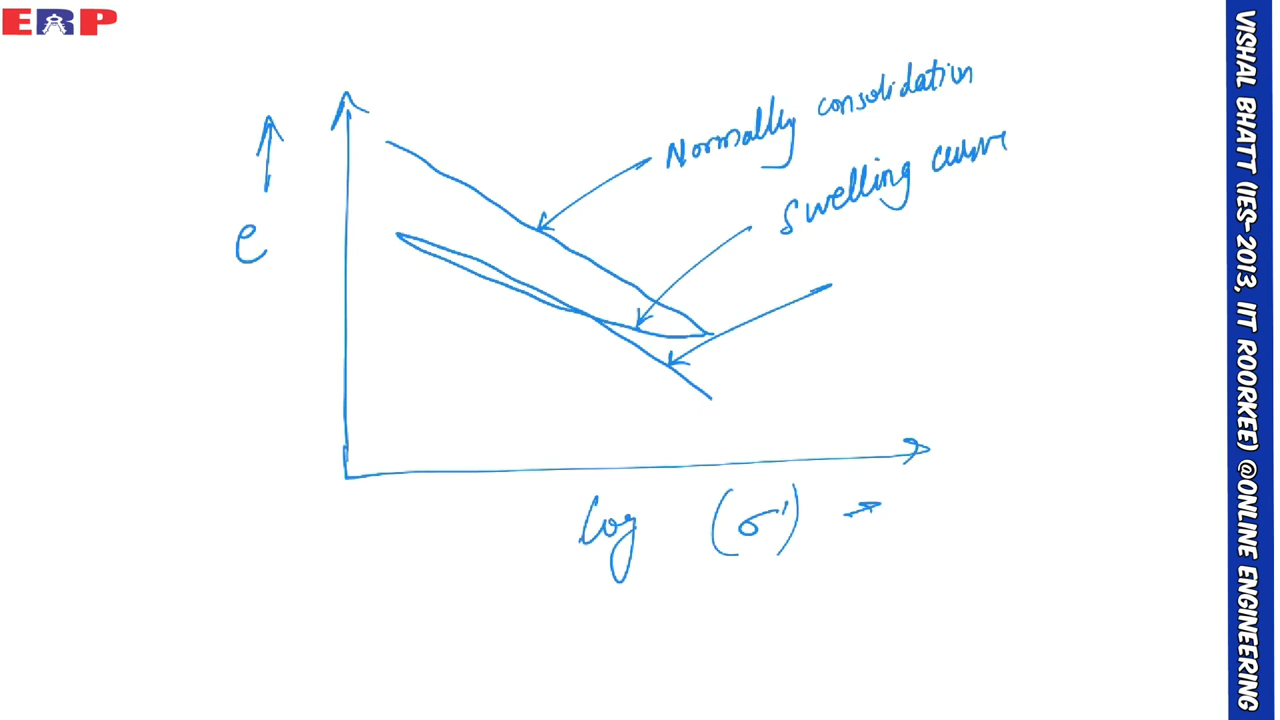 ERP
Normally consolidation
Swelling curve
e
log (σ')
VISHAL BHATT (IES-2013, IIT ROORKEE) @ONLINE ENGINEERING